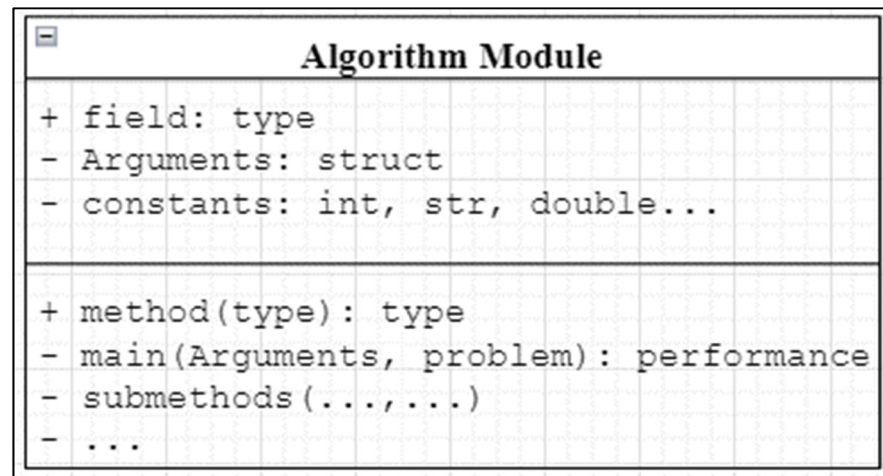 Algorithm Module
+ field: type
- Arguments: struct
- constants: int, str, double...
+ method(type): type
- main(Arguments, problem): performance
- submethods(...,...)
- ...